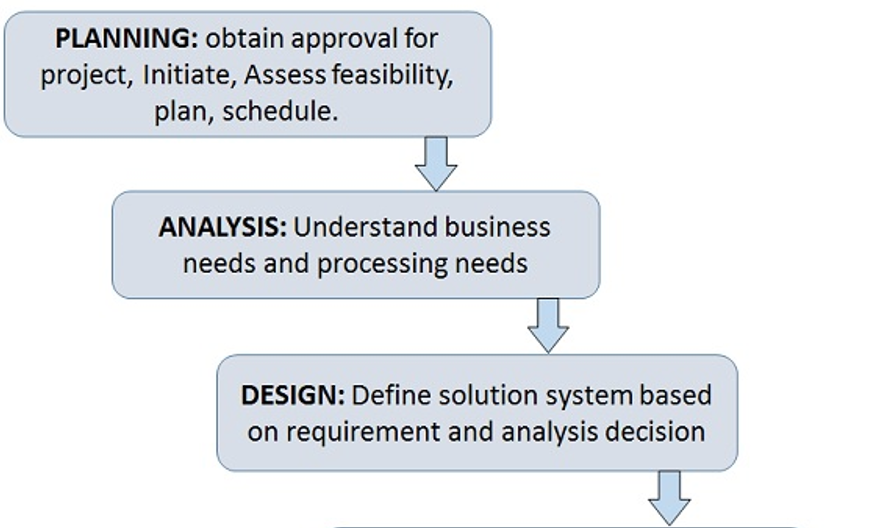 PLANNING: obtain approval for
project, Initiate, Assess feasibility,
plan, schedule.
ANALYSIS: Understand business
needs and processing needs
DESIGN: Define solution system based
on requirement and analysis decision